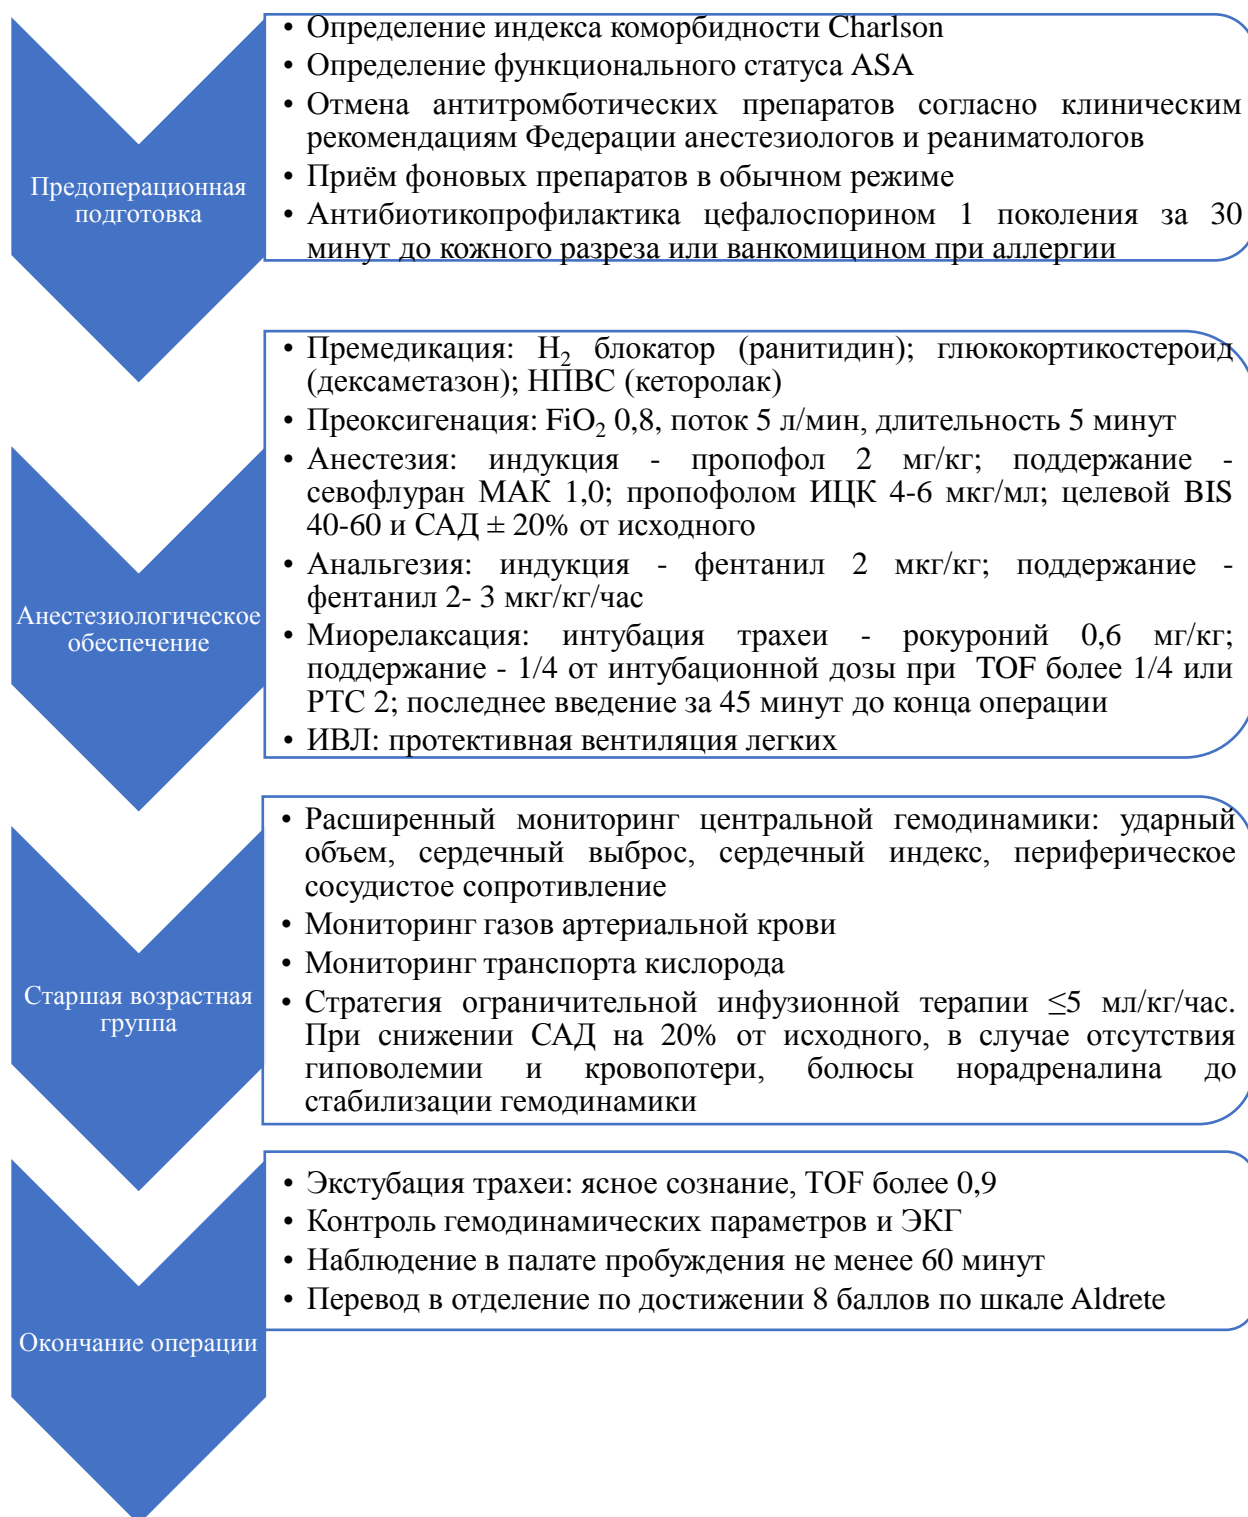 Предоперационная
подготовка
• Определение индекса коморбидности Charlson
• Определение функционального статуса ASA
• Отмена антитромботических препаратов согласно клиническим
рекомендациям Федерации анестезиологов и реаниматологов
• Приём фоновых препаратов в обычном режиме
• Антибиотикопрофилактика цефалоспорином 1 поколения за 30
минут до кожного разреза или ванкомицином при аллергии
Анестезиологическое
обеспечение
• Премедикация: H₂ блокатор (ранитидин); глюкокортикостероид
(дексаметазон); НПВС (кеторолак)
• Преоксигенация: FiO₂ 0,8, поток 5 л/мин, длительность 5 минут
• Анестезия: индукция - пропофол 2 мг/кг; поддержание -
севофлуран МАК 1,0; пропофолом ИЦК 4-6 мкг/мл; целевой BIS
40-60 и САД ± 20% от исходного
• Анальгезия: индукция - фентанил 2 мкг/кг; поддержание -
фентанил 2- 3 мкг/кг/час
• Миорелаксация: интубация трахеи - рокуроний 0,6 мг/кг;
поддержание - 1/4 от интубационной дозы при TOF более 1/4 или
PTC 2; последнее введение за 45 минут до конца операции
• ИВЛ: протективная вентиляция легких
Старшая возрастная
группа
• Расширенный мониторинг центральной гемодинамики: ударный
объем, сердечный выброс, сердечный индекс, периферическое
сосудистое сопротивление
• Мониторинг газов артериальной крови
• Мониторинг транспорта кислорода
• Стратегия ограничительной инфузионной терапии ≤5 мл/кг/час.
При снижении САД на 20% от исходного, в случае отсутствия
гиповолемии и кровопотери, болюсы норадреналина до
стабилизации гемодинамики
Окончание операции
• Экстубация трахеи: ясное сознание, TOF более 0,9
• Контроль гемодинамических параметров и ЭКГ
• Наблюдение в палате пробуждения не менее 60 минут
• Перевод в отделение по достижении 8 баллов по шкале Aldrete